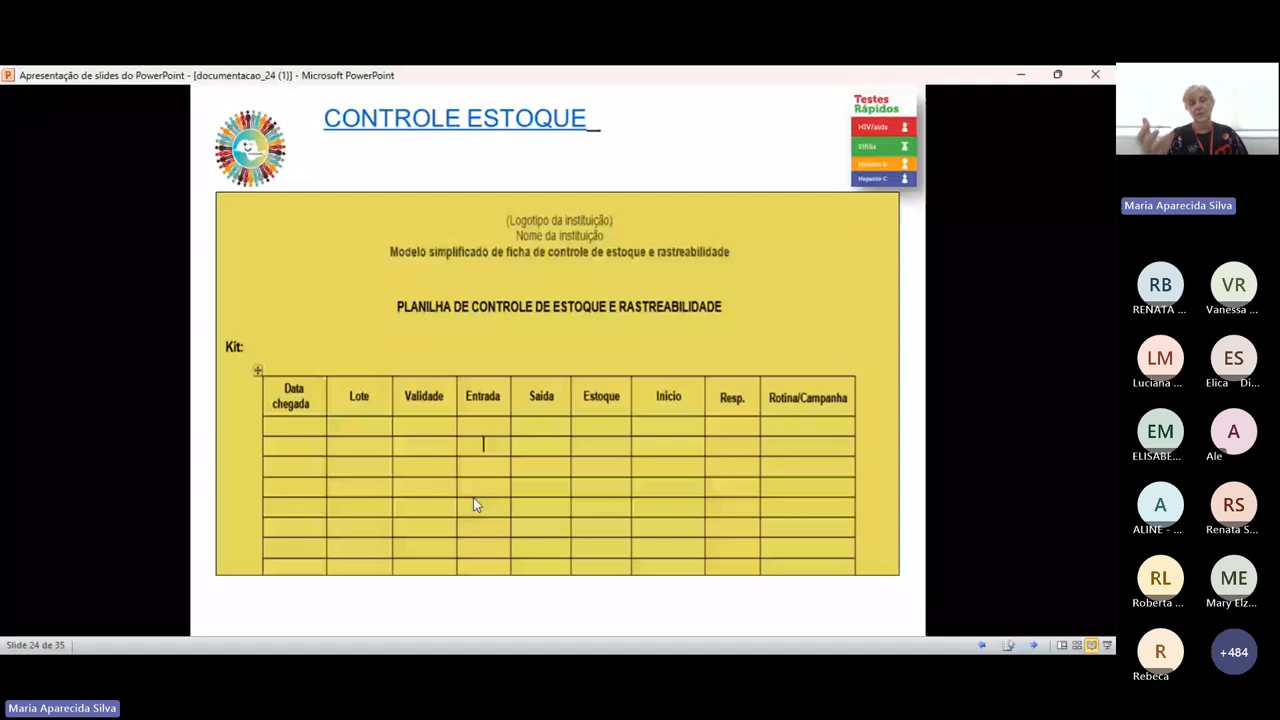 Apresentação de slides do PowerPoint - [documentacao_24 (1)] - Microsoft PowerPoint
CONTROLE ESTOQUE_
Testes
Rápidos
HIV/aids
Sífilis
Hepatite B
Hepatite C
(Logotipo da instituição)
Nome da instituição
Modelo simplificado de ficha de controle de estoque e rastreabilidade
PLANILHA DE CONTROLE DE ESTOQUE E RASTREABILIDADE
Kit:
Data chegada Lote Validade Entrada Saída Estoque Inicio Resp. Rotina/Campanha
Slide 24 de 35
Maria Aparecida Silva
Maria Aparecida Silva
RB VR
RENATA ... Vanessa ...
LM ES
Luciana ... Elica Di...
EM A
ELISABE... Ale
A RS
ALINE - ... Renata S...
RL ME
Roberta ... Mary Elz...
R +484
Rebeca